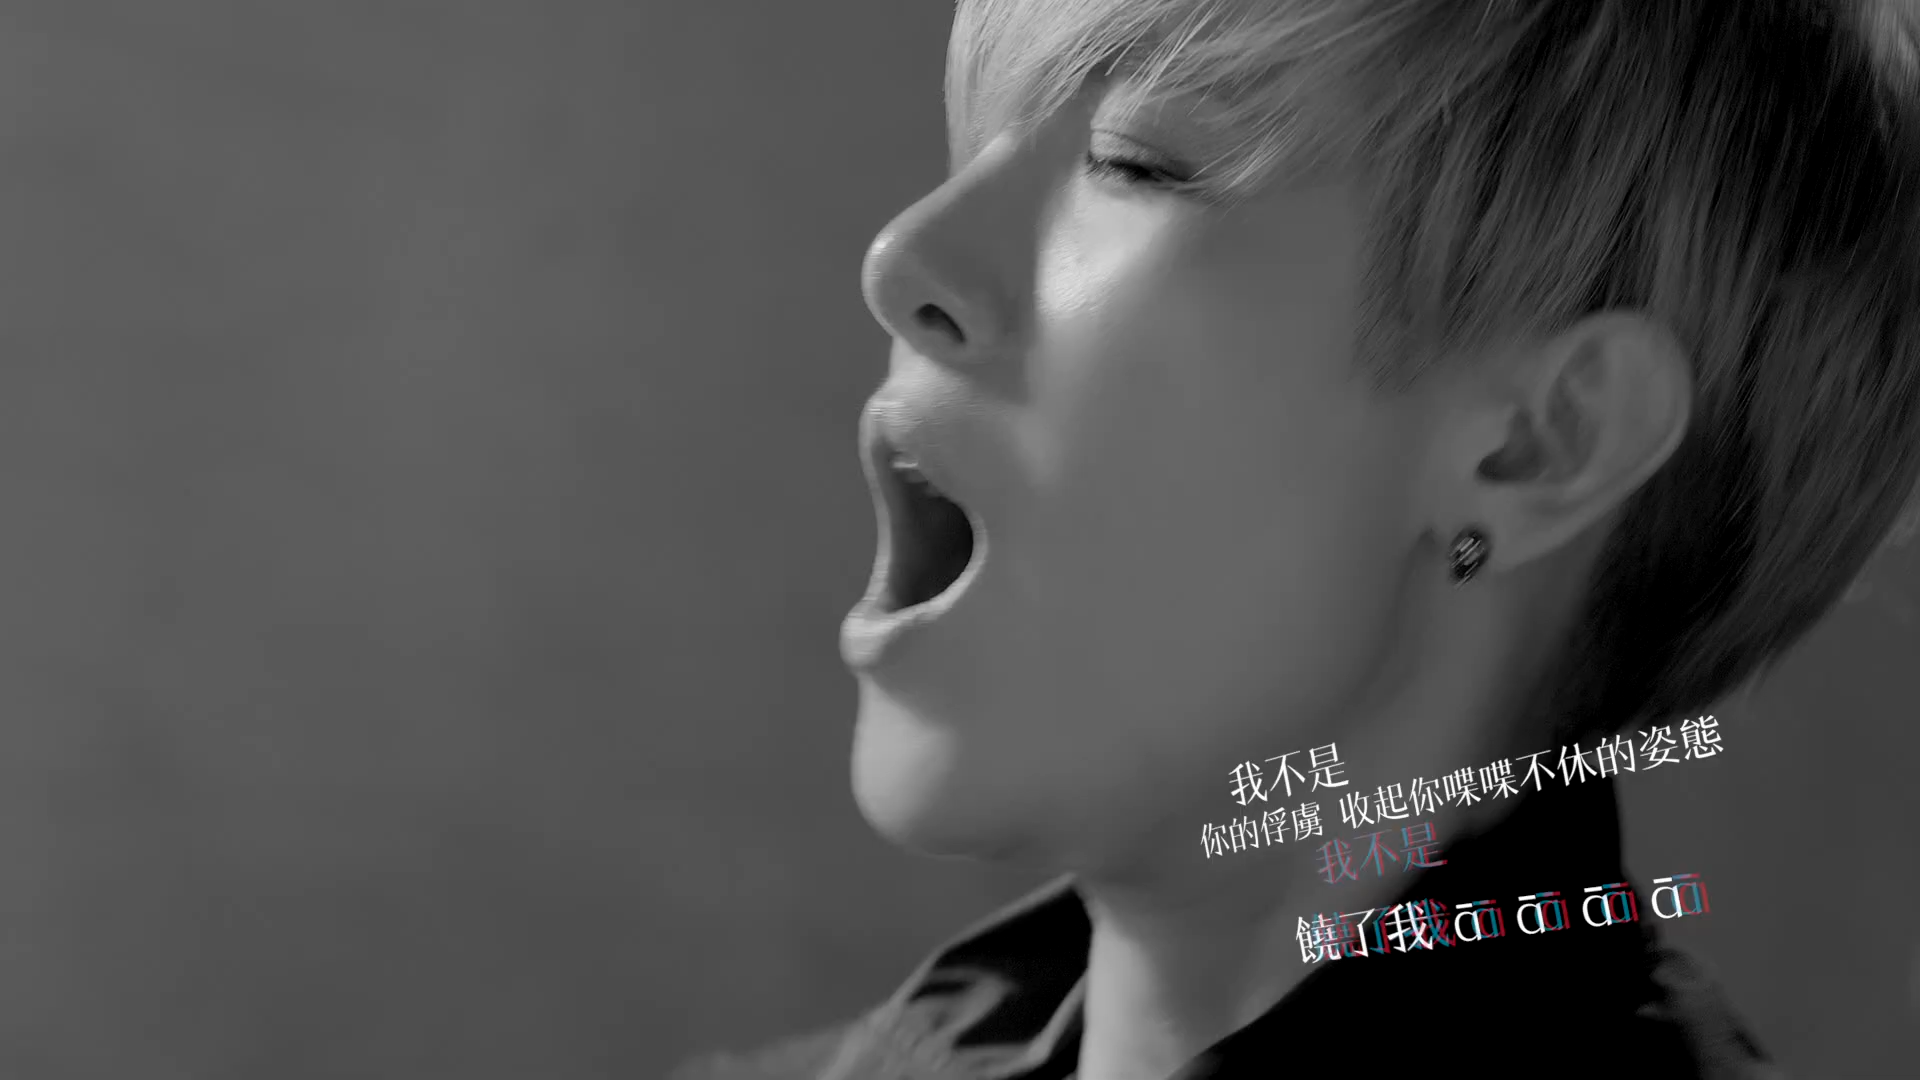 我不是
你的俘虜 收起你喋喋不休的姿態
我不是
饒了我 ā ā ā ā